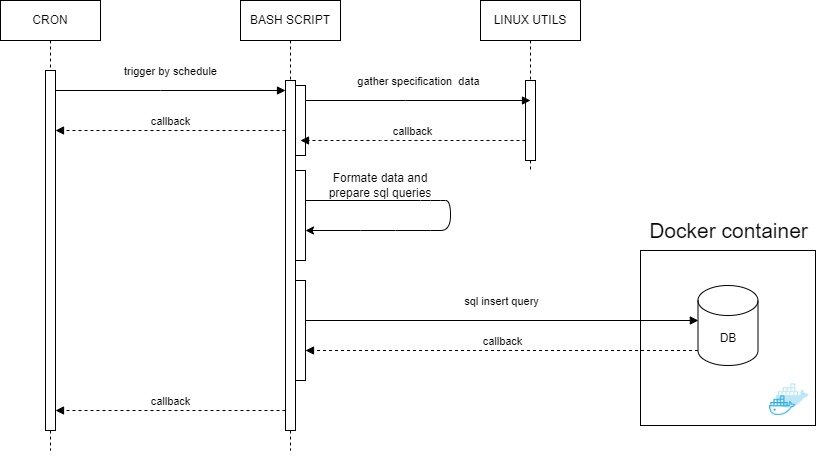 CRON
BASH SCRIPT
LINUX UTILS
trigger by schedule
gather specification data
callback
callback
Formate data and
prepare sql queries
Docker container
sql insert query
DB
callback
callback